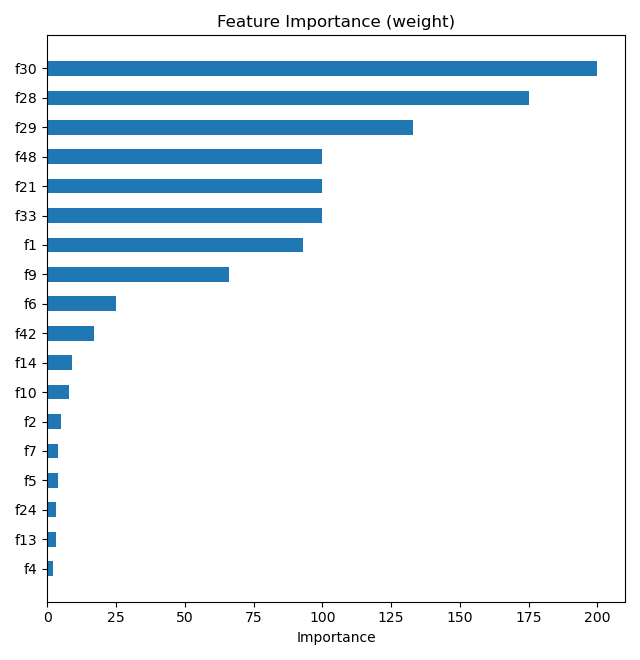 Feature Importance (weight)
f30
f28
f29
f48
f21
f33
f1
f9
f6
f42
f14
f10
f2
f7
f5
f24
f13
f4
0 25 50 75 100 125 150 175 200
Importance